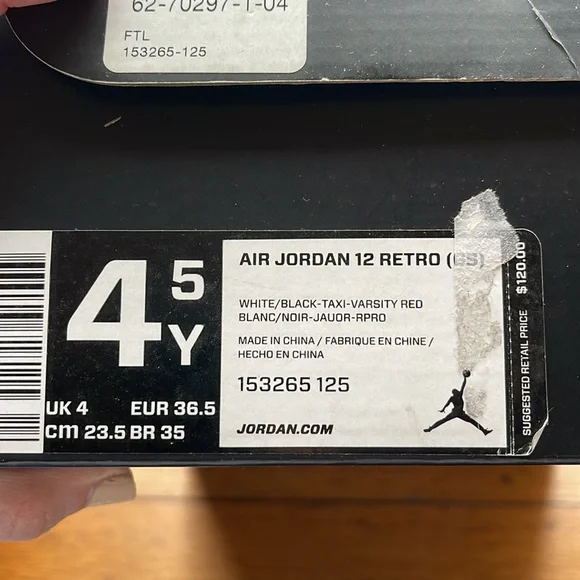 62-70297-1-04
FTL
153265-125
4 5 Y
AIR JORDAN 12 RETRO (GS)
WHITE/BLACK-TAXI-VARSITY RED
BLANC/NOIR-JAUOR-RPRO
MADE IN CHINA / FABRIQUE EN CHINE /
HECHO EN CHINA
153265 125
UK 4 EUR 36.5
cm 23.5 BR 35
JORDAN.COM
SUGGESTED RETAIL PRICE $120.00